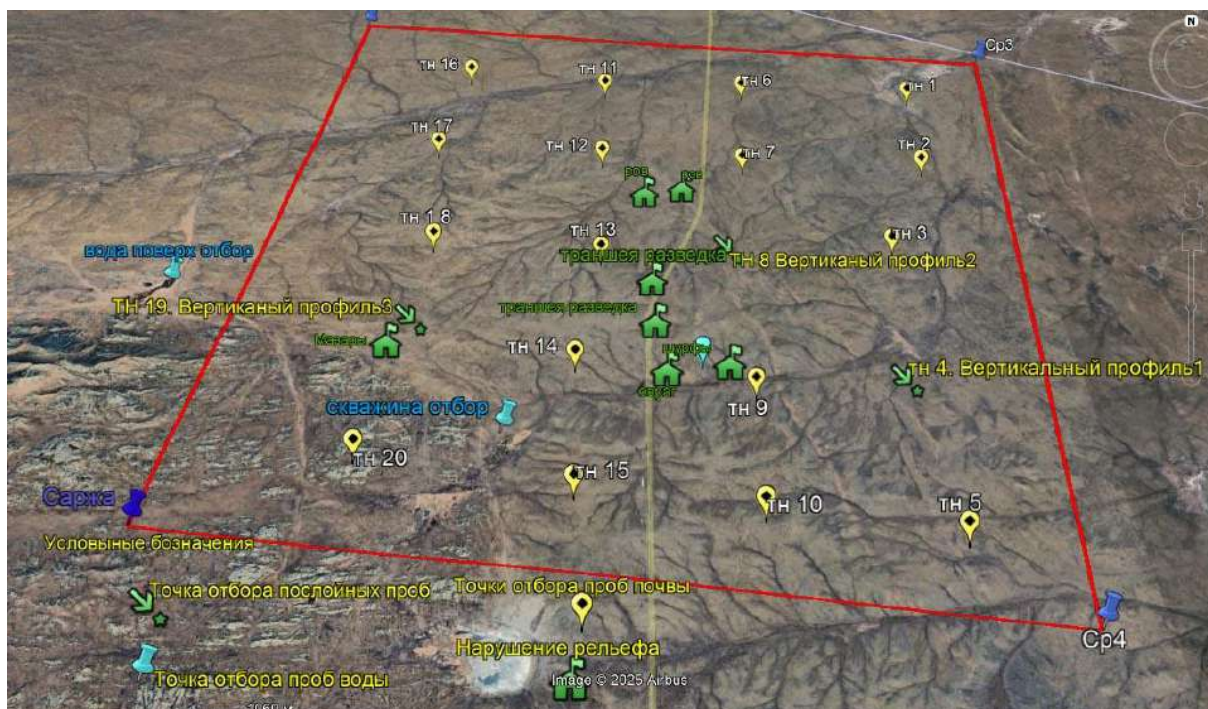 N
Ср3
тн 16
тн 11
тн 6
тн 1
тн 17
тн 12
тн 7
тн 2
ров
тн 1 8
тн 13
тн 3
вода поверх отбор
траншея разведка
ТН 8 Вертиканый профиль2
ТН 19. Вертиканый профиль3
траншея разведка
Мазары
тн 14
шурфы
тн 4. Вертикальный профиль1
скважина отбор
тн 9
тн 20
тн 15
тн 10
тн 5
Саржа
Условыные бозначения
Точка отбора послойных проб
Точки отбора проб почвы
Ср4
Нарушение рельефа
Точка отбора проб воды
Image © 2025 Airbus